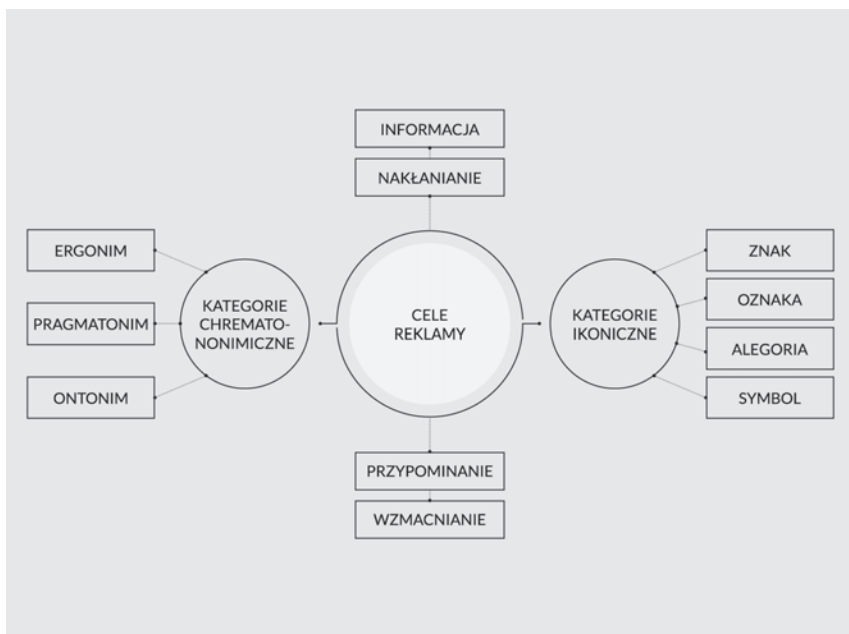 INFORMACJA
NAKŁANIANIE
ERGONIM
PRAGMATONIM
ONTONIM
KATEGORIE
CHREMATO-
NONIMICZNE
CELE
REKLAMY
KATEGORIE
IKONICZNE
ZNAK
OZNAKA
ALEGORIA
SYMBOL
PRZYPOMINANIE
WZMACNIANIE